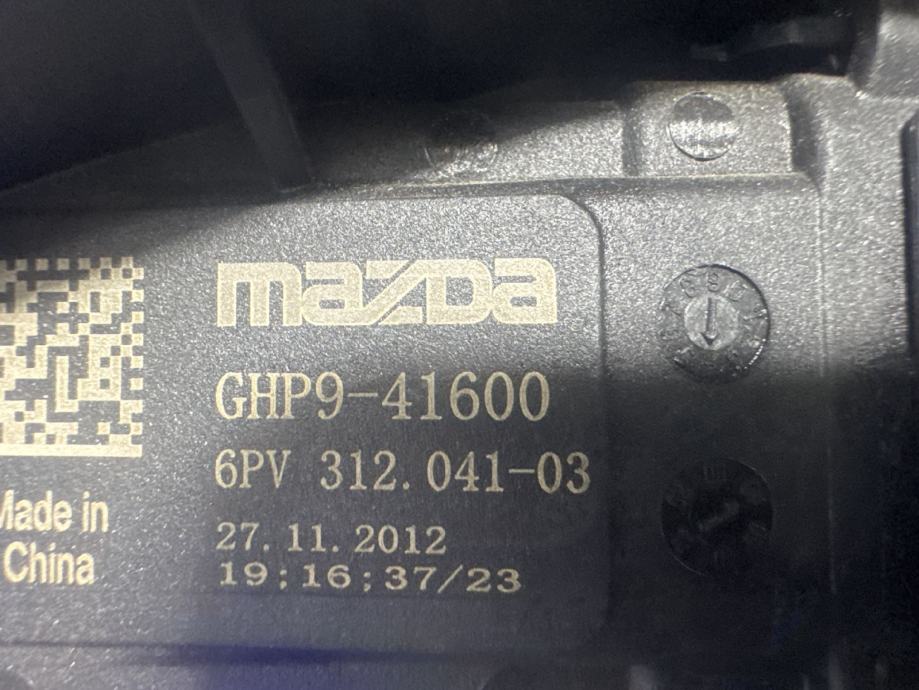 mazda
GHP9-41600
6PV 312.041-03
27.11.2012
19;16;37/23
Made in
China